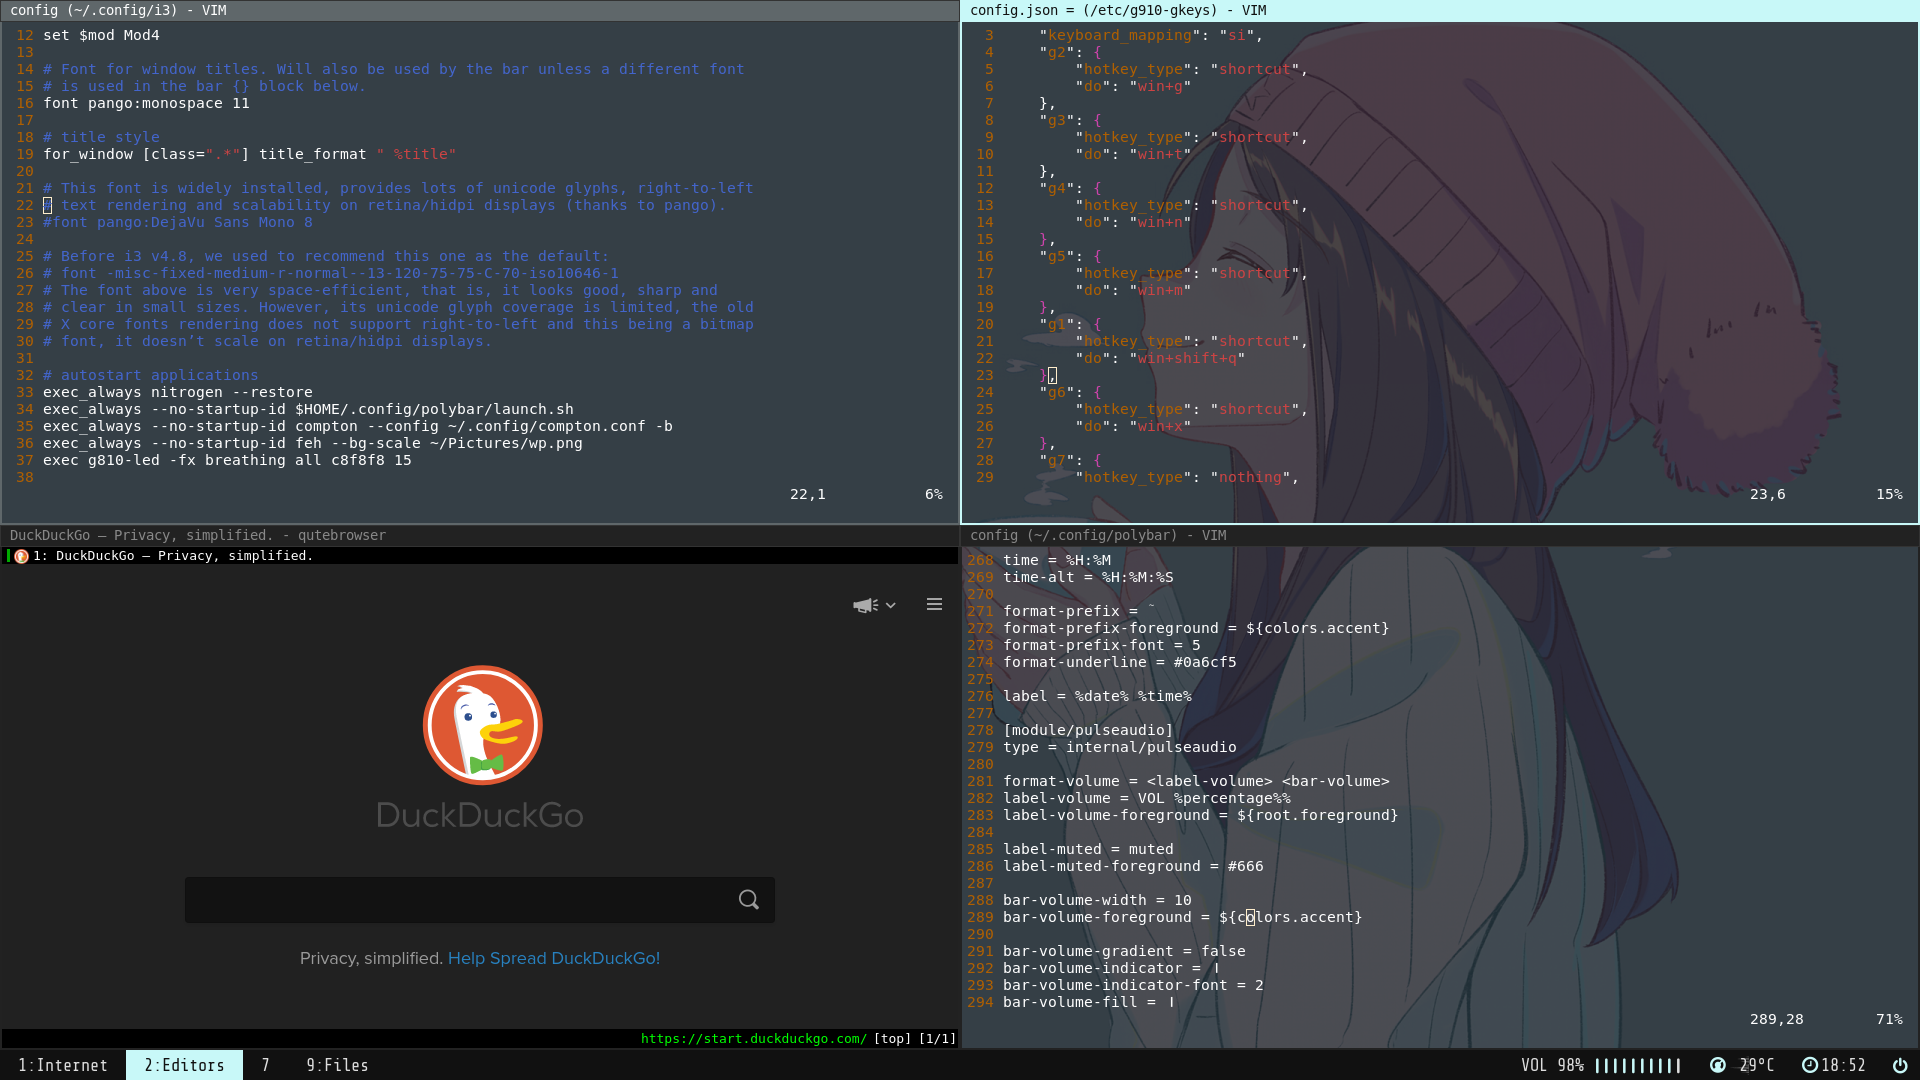 config (~/.config/i3) - VIM
12 set $mod Mod4
13
14 # Font for window titles. Will also be used by the bar unless a different font
15 # is used in the bar {} block below.
16 font pango:monospace 11
17
18 # title style
19 for_window [class=".*"] title_format " %title"
20
21 # This font is widely installed, provides lots of unicode glyphs, right-to-left
22 # text rendering and scalability on retina/hidpi displays (thanks to pango).
23 #font pango:DejaVu Sans Mono 8
24
25 # Before i3 v4.8, we used to recommend this one as the default:
26 # font -misc-fixed-medium-r-normal--13-120-75-75-C-70-iso10646-1
27 # The font above is very space-efficient, that is, it looks good, sharp and
28 # clear in small sizes. However, its unicode glyph coverage is limited, the old
29 # X core fonts rendering does not support right-to-left and this being a bitmap
30 # font, it doesn’t scale on retina/hidpi displays.
31
32 # autostart applications
33 exec_always nitrogen --restore
34 exec_always --no-startup-id $HOME/.config/polybar/launch.sh
35 exec_always --no-startup-id compton --config ~/.config/compton.conf -b
36 exec_always --no-startup-id feh --bg-scale ~/Pictures/wp.png
37 exec g810-led -fx breathing all c8f8f8 15
38
22,1 6%
config.json = (/etc/g910-gkeys) - VIM
3 "keyboard_mapping": "si",
4 "g2": {
5 "hotkey_type": "shortcut",
6 "do": "win+g"
7 },
8 "g3": {
9 "hotkey_type": "shortcut",
10 "do": "win+t"
11 },
12 "g4": {
13 "hotkey_type": "shortcut",
14 "do": "win+n"
15 },
16 "g5": {
17 "hotkey_type": "shortcut",
18 "do": "win+m"
19 },
20 "g1": {
21 "hotkey_type": "shortcut",
22 "do": "win+shift+q"
23 },
24 "g6": {
25 "hotkey_type": "shortcut",
26 "do": "win+x"
27 },
28 "g7": {
29 "hotkey_type": "nothing",
23,6 15%
DuckDuckGo — Privacy, simplified. - qutebrowser
1: DuckDuckGo — Privacy, simplified.
DuckDuckGo
Privacy, simplified. Help Spread DuckDuckGo!
https://start.duckduckgo.com/ [top] [1/1]
config (~/.config/polybar) - VIM
268 time = %H:%M
269 time-alt = %H:%M:%S
270
271 format-prefix =
272 format-prefix-foreground = ${colors.accent}
273 format-prefix-font = 5
274 format-underline = #0a6cf5
275
276 label = %date% %time%
277
278 [module/pulseaudio]
279 type = internal/pulseaudio
280
281 format-volume = <label-volume> <bar-volume>
282 label-volume = VOL %percentage%%
283 label-volume-foreground = ${root.foreground}
284
285 label-muted = muted
286 label-muted-foreground = #666
287
288 bar-volume-width = 10
289 bar-volume-foreground = ${colors.accent}
290
291 bar-volume-gradient = false
292 bar-volume-indicator = |
293 bar-volume-indicator-font = 2
294 bar-volume-fill = |
289,28 71%
1:Internet 2:Editors 7 9:Files VOL 98% 29°C 18:52